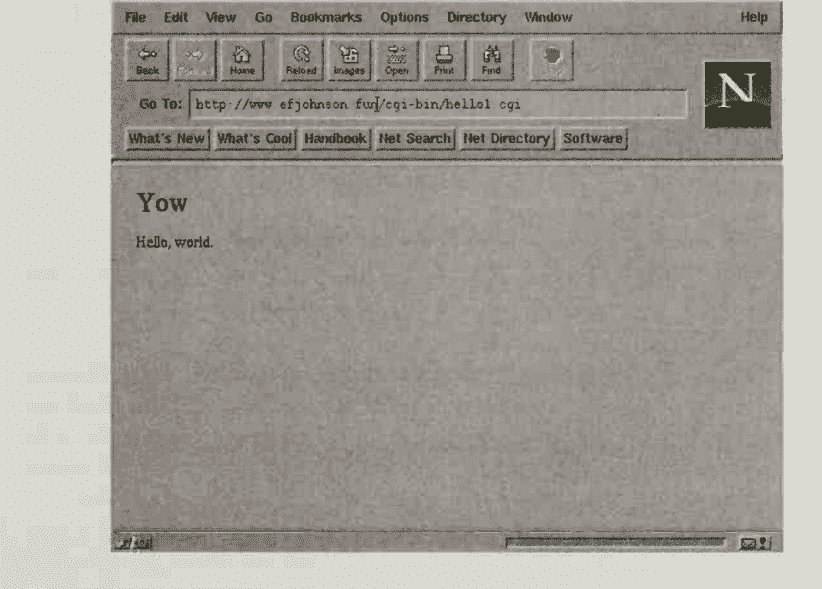 File Edit View Go Bookmarks Options Directory Window Help
Back Home Reload Images Open Print Find
Go To: http://www.efjohnson.fun/cgi-bin/hello1.cgi
N
What's New What's Cool Handbook Net Search Net Directory Software
Yow
Hello, world.